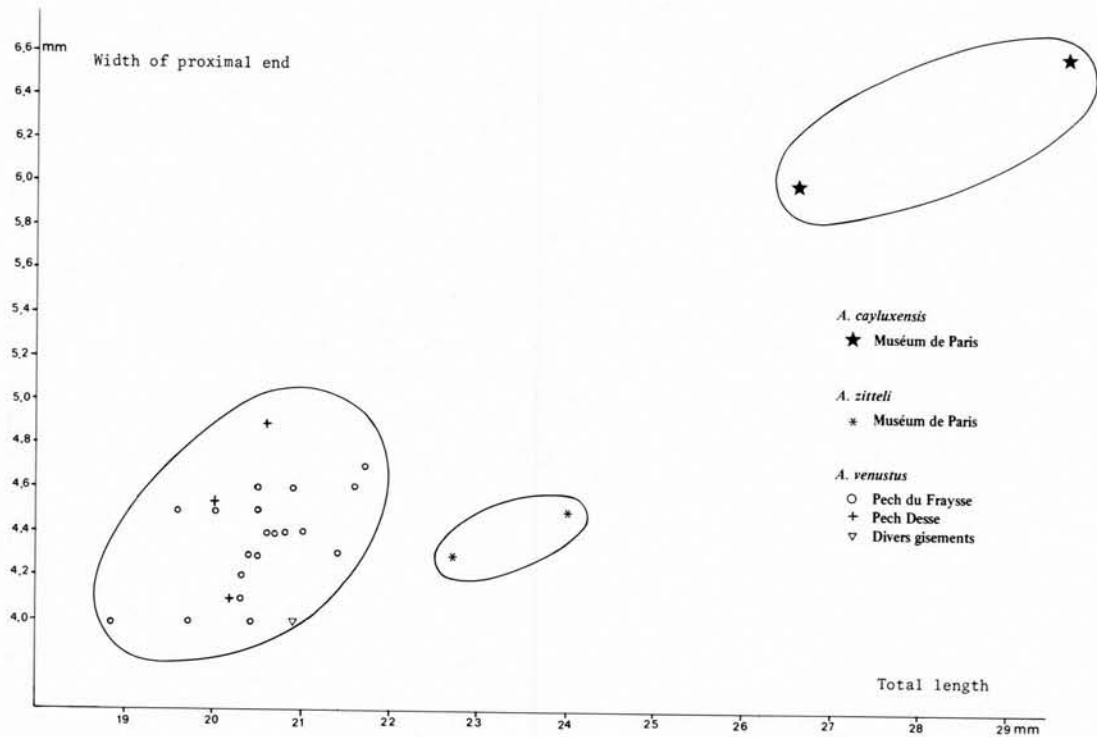 6,6 mm
Width of proximal end
6,4
6,2
6,0
5,8
5,6
5,4
5,2
5,0
4,8
4,6
4,4
4,2
4,0
A. cayluxensis
★ Muséum de Paris
A. zitteli
* Muséum de Paris
A. venustus
○ Pech du Fraysse
+ Pech Desse
▽ Divers gisements
Total length
19 20 21 22 23 24 25 26 27 28 29 mm